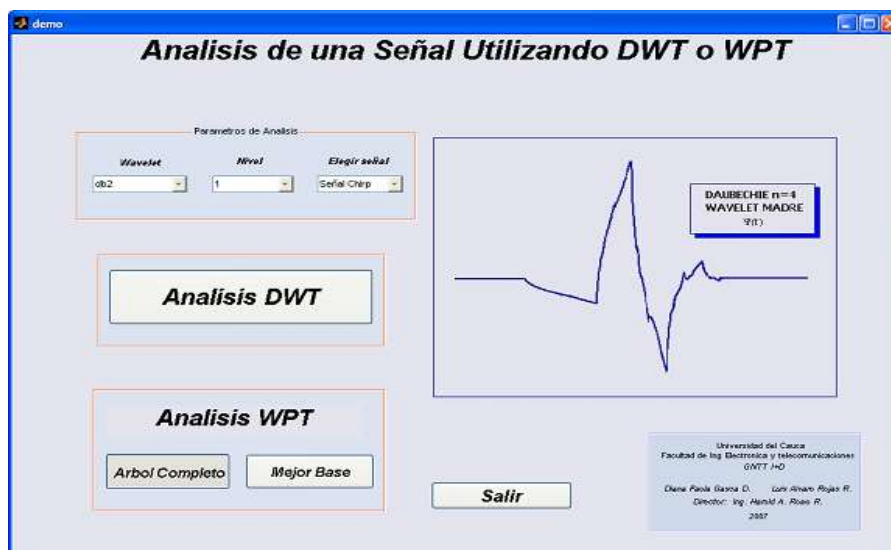 demo
Analisis de una Señal Utilizando DWT o WPT
Parametros de Analisis
Wavelet Nivel Elegir señal
db2 1 Señal Chirp
DAUBECHIE n=4
WAVELET MADRE
Ψ(t)
Analisis DWT
Analisis WPT
Arbol Completo Mejor Base
Salir
Universidad del Cauca
Facultad de Ing Electronica y telecomunicaciones
GNTT I+D
Diana Paola D. Luis Alvaro Rojas R.
Director: Ing. A. R.
2007